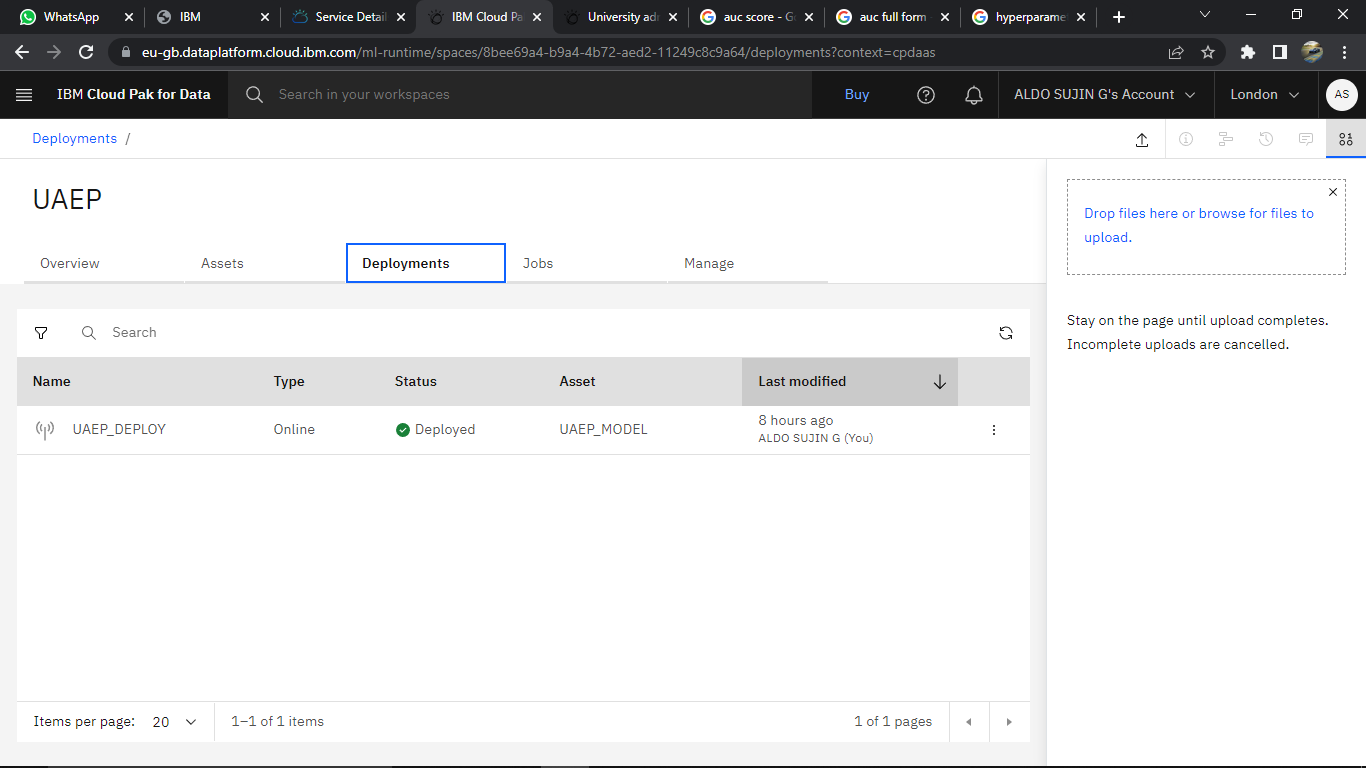 WhatsApp
IBM
Service Detail
IBM Cloud Pa
University adm
auc score - Go
auc full form -
hyperparamet
eu-gb.dataplatform.cloud.ibm.com/ml-runtime/spaces/8bee69a4-b9a4-4b72-aed2-11249c8c9a64/deployments?context=cpdaas
IBM Cloud Pak for Data
Search in your workspaces
Buy
ALDO SUJIN G's Account
London
AS
Deployments /
UAEP
Overview
Assets
Deployments
Jobs
Manage
Drop files here or browse for files to
upload.
Stay on the page until upload completes.
Incomplete uploads are cancelled.
Search
Name Type Status Asset Last modified
UAEP_DEPLOY Online Deployed UAEP_MODEL 8 hours ago
ALDO SUJIN G (You)
Items per page: 20 1–1 of 1 items 1 of 1 pages